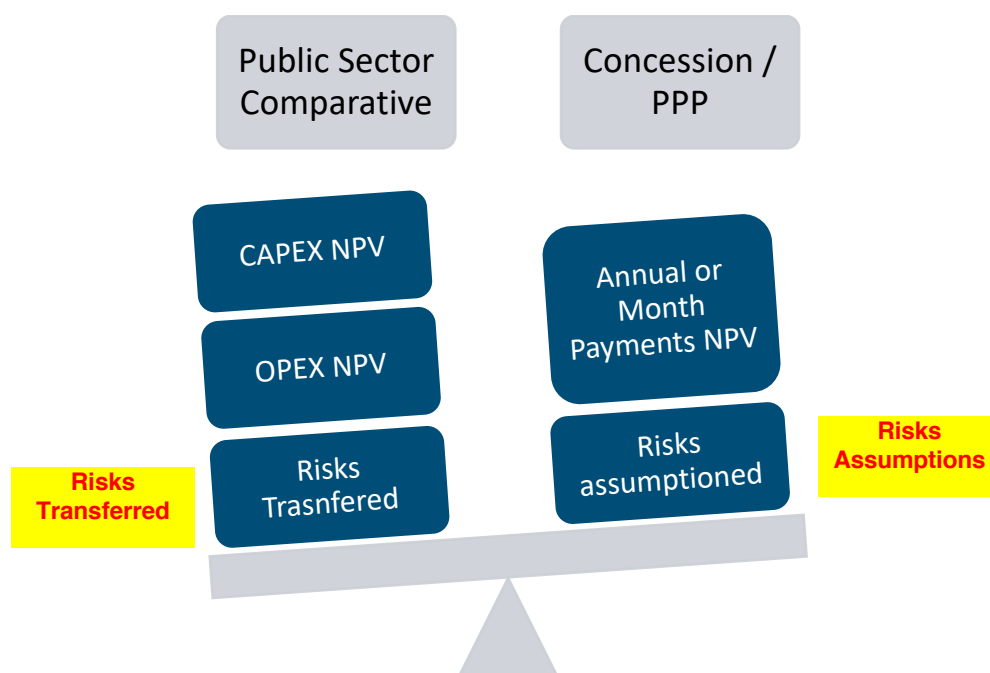 Public Sector
Comparative
Concession /
PPP
CAPEX NPV
OPEX NPV
Risks
Trasnfered
Annual or
Month
Payments NPV
Risks
assumptioned
Risks
Transferred
Risks
Assumptions